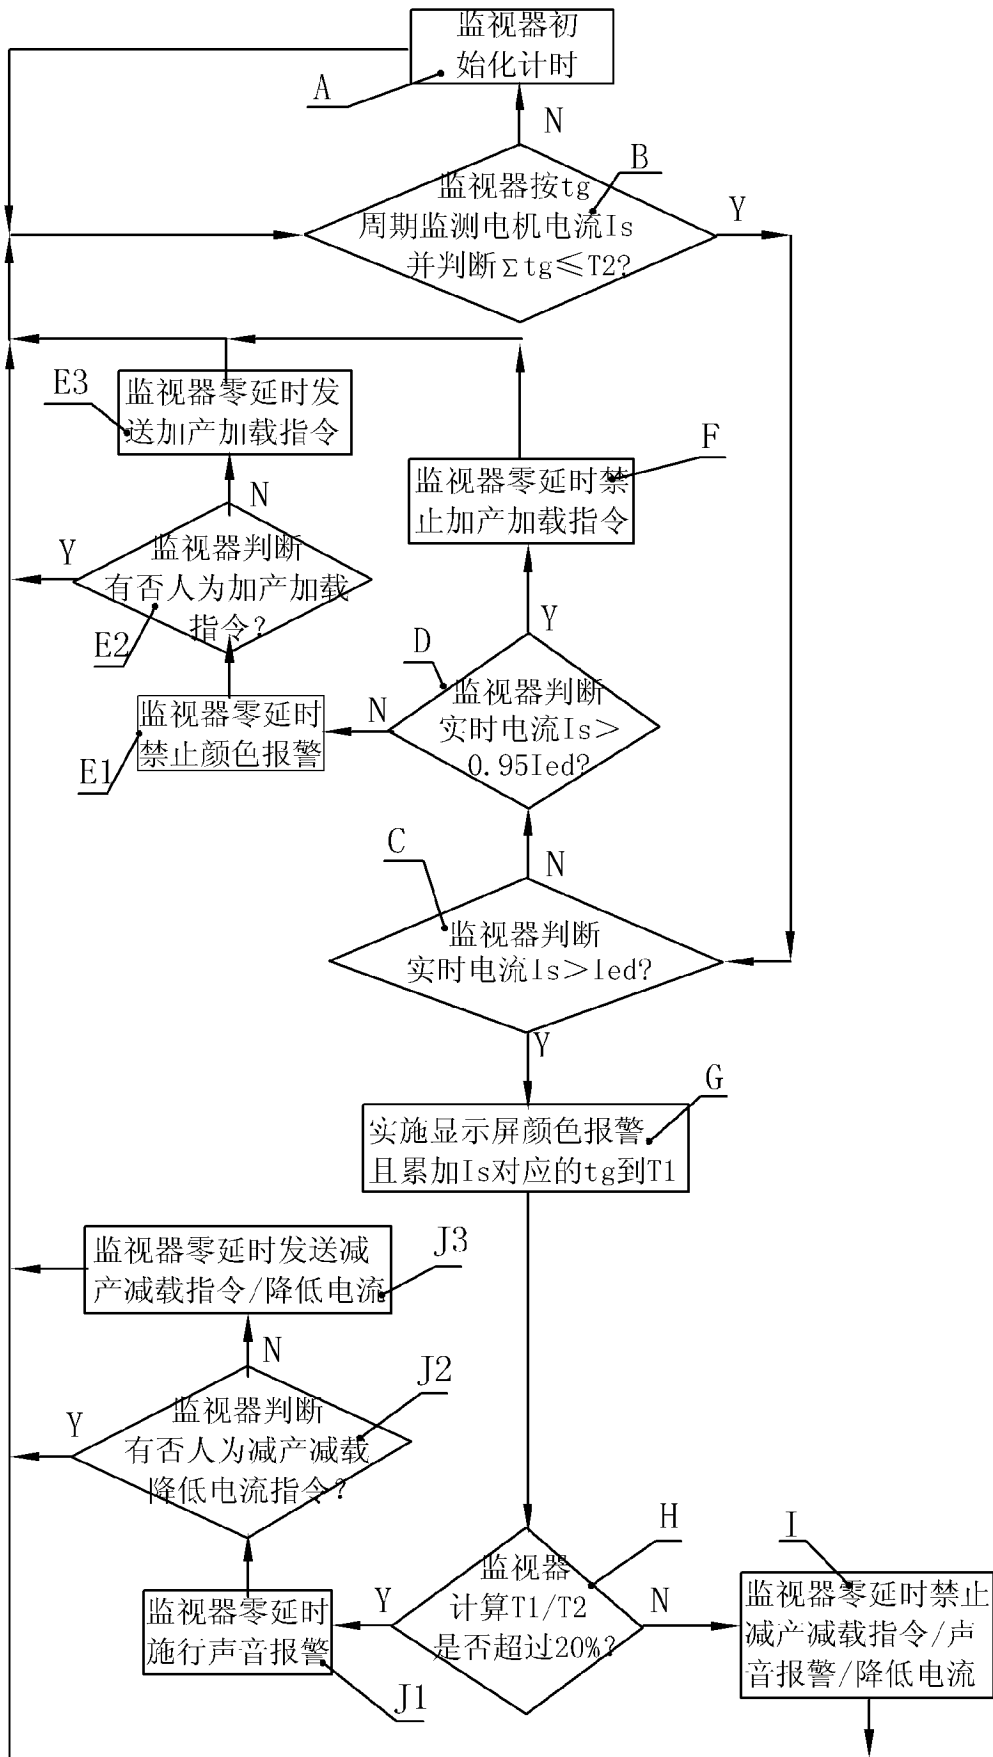 监视器初
始化计时
A
N
B
监视器按tg
周期监测电机电流Is
并判断Σtg≤T2?
Y
E3
监视器零延时发
送加产加载指令
F
监视器零延时禁
止加产加载指令
N
Y
监视器判断
有否人为加产加载
指令?
E2
Y
D
监视器判断
实时电流Is>
0.95Ied?
N
监视器零延时
禁止颜色报警
E1
C
N
监视器判断
实时电流Is>Ied?
Y
G
实施显示屏颜色报警
且累加Is对应的tg到T1
J3
监视器零延时发送减
产减载指令/降低电流
N
J2
Y
监视器判断
有否人为减产减载
降低电流指令?
H
I
监视器
计算T1/T2
是否超过20%?
Y
N
监视器零延时
施行声音报警
J1
监视器零延时禁止
减产减载指令/声
音报警/降低电流